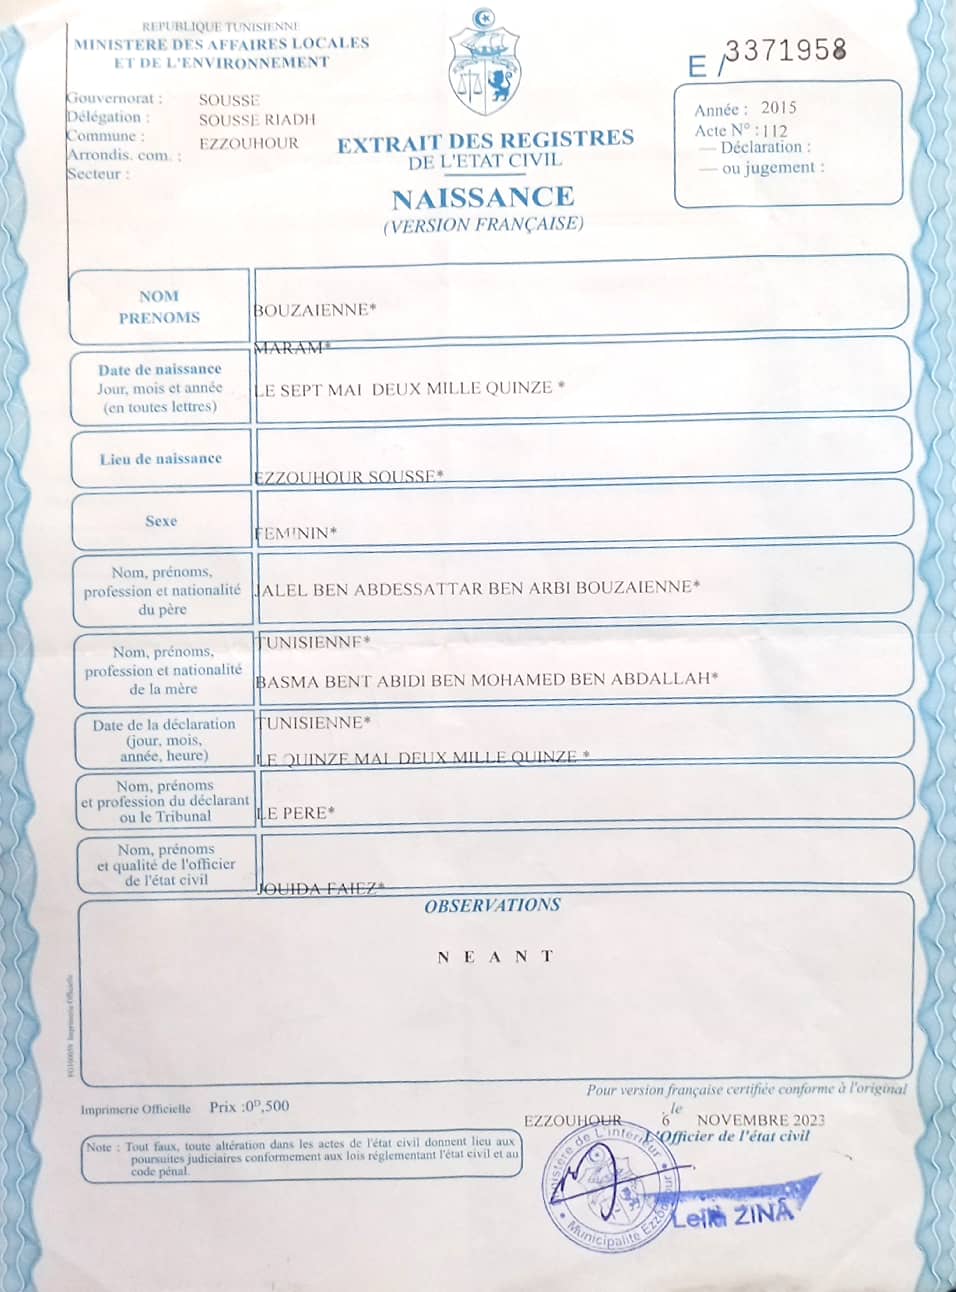 REPUBLIQUE TUNISIENNE
MINISTERE DES AFFAIRES LOCALES
ET DE L'ENVIRONNEMENT
Gouvernorat : SOUSSE
Délégation : SOUSSE RIADH
Commune : EZZOUHOUR
Arrondis. com. :
Secteur :
EXTRAIT DES REGISTRES
DE L'ETAT CIVIL
NAISSANCE
(VERSION FRANÇAISE)
E / 3371958
Année : 2015
Acte N° : 112
— Déclaration :
— ou jugement :
NOM
PRENOMS
BOUZAIENNE*
MARAM*
Date de naissance
Jour, mois et année
(en toutes lettres)
LE SEPT MAI DEUX MILLE QUINZE *
Lieu de naissance
EZZOUHOUR SOUSSE*
Sexe
FEMININ*
Nom, prénoms,
profession et nationalité
du père
JALEL BEN ABDESSATTAR BEN ARBI BOUZAIENNE*
TUNISIENNE*
Nom, prénoms,
profession et nationalité
de la mère
BASMA BENT ABIDI BEN MOHAMED BEN ABDALLAH*
TUNISIENNE*
Date de la déclaration
(jour, mois,
année, heure)
LE QUINZE MAI DEUX MILLE QUINZE *
Nom, prénoms
et profession du déclarant
ou le Tribunal
LE PERE*
Nom, prénoms
et qualité de l'officier
de l'état civil
JOUIDA FAIEZ*
OBSERVATIONS
N E A N T
Imprimerie Officielle
Pour version française certifiée conforme à l'original
Imprimerie Officielle Prix :0D,500
le
EZZOUHOUR 6 NOVEMBRE 2023
L'Officier de l'état civil
Note : Tout faux, toute altération dans les actes de l'état civil donnent lieu aux
poursuites judiciaires conformement aux lois réglementant l'état civil et au
code pénal.
Ministère de L'interieur
Municipalité Ezzouhour
Leila ZINA